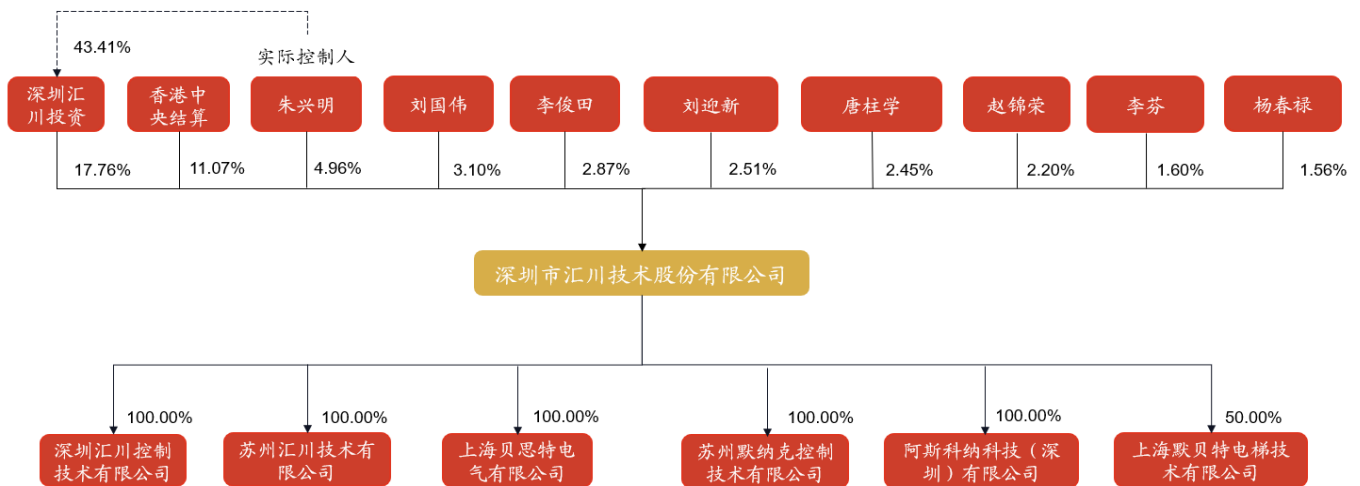 43.41%
实际控制人
深圳汇
川投资
香港中
央结算
朱兴明
刘国伟
李俊田
刘迎新
唐柱学
赵锦荣
李芬
杨春禄
17.76%
11.07%
4.96%
3.10%
2.87%
2.51%
2.45%
2.20%
1.60%
1.56%
深圳市汇川技术股份有限公司
100.00%
100.00%
100.00%
100.00%
100.00%
50.00%
深圳汇川控制
技术有限公司
苏州汇川技术有
限公司
上海贝思特电
气有限公司
苏州默纳克控制
技术有限公司
阿斯科纳科技（深
圳）有限公司
上海默贝特电梯技
术有限公司